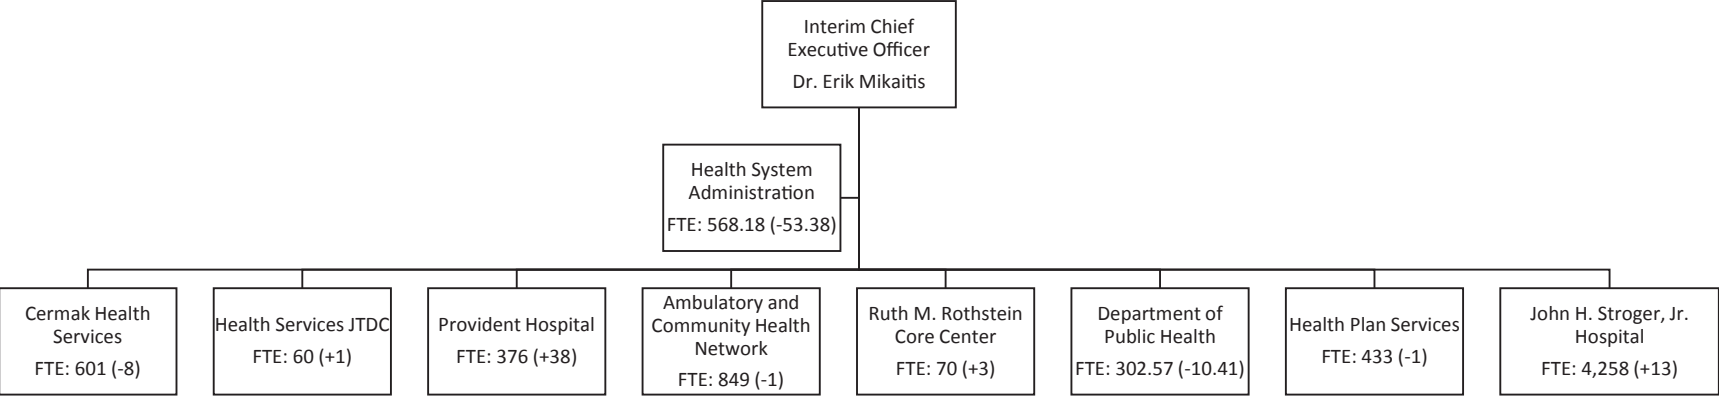 Interim Chief
Executive Officer
Dr. Erik Mikaitis
Health System
Administration
FTE: 568.18 (-53.38)
Cermak Health
Services
FTE: 601 (-8)
Health Services JTDC
FTE: 60 (+1)
Provident Hospital
FTE: 376 (+38)
Ambulatory and
Community Health
Network
FTE: 849 (-1)
Ruth M. Rothstein
Core Center
FTE: 70 (+3)
Department of
Public Health
FTE: 302.57 (-10.41)
Health Plan Services
FTE: 433 (-1)
John H. Stroger, Jr.
Hospital
FTE: 4,258 (+13)